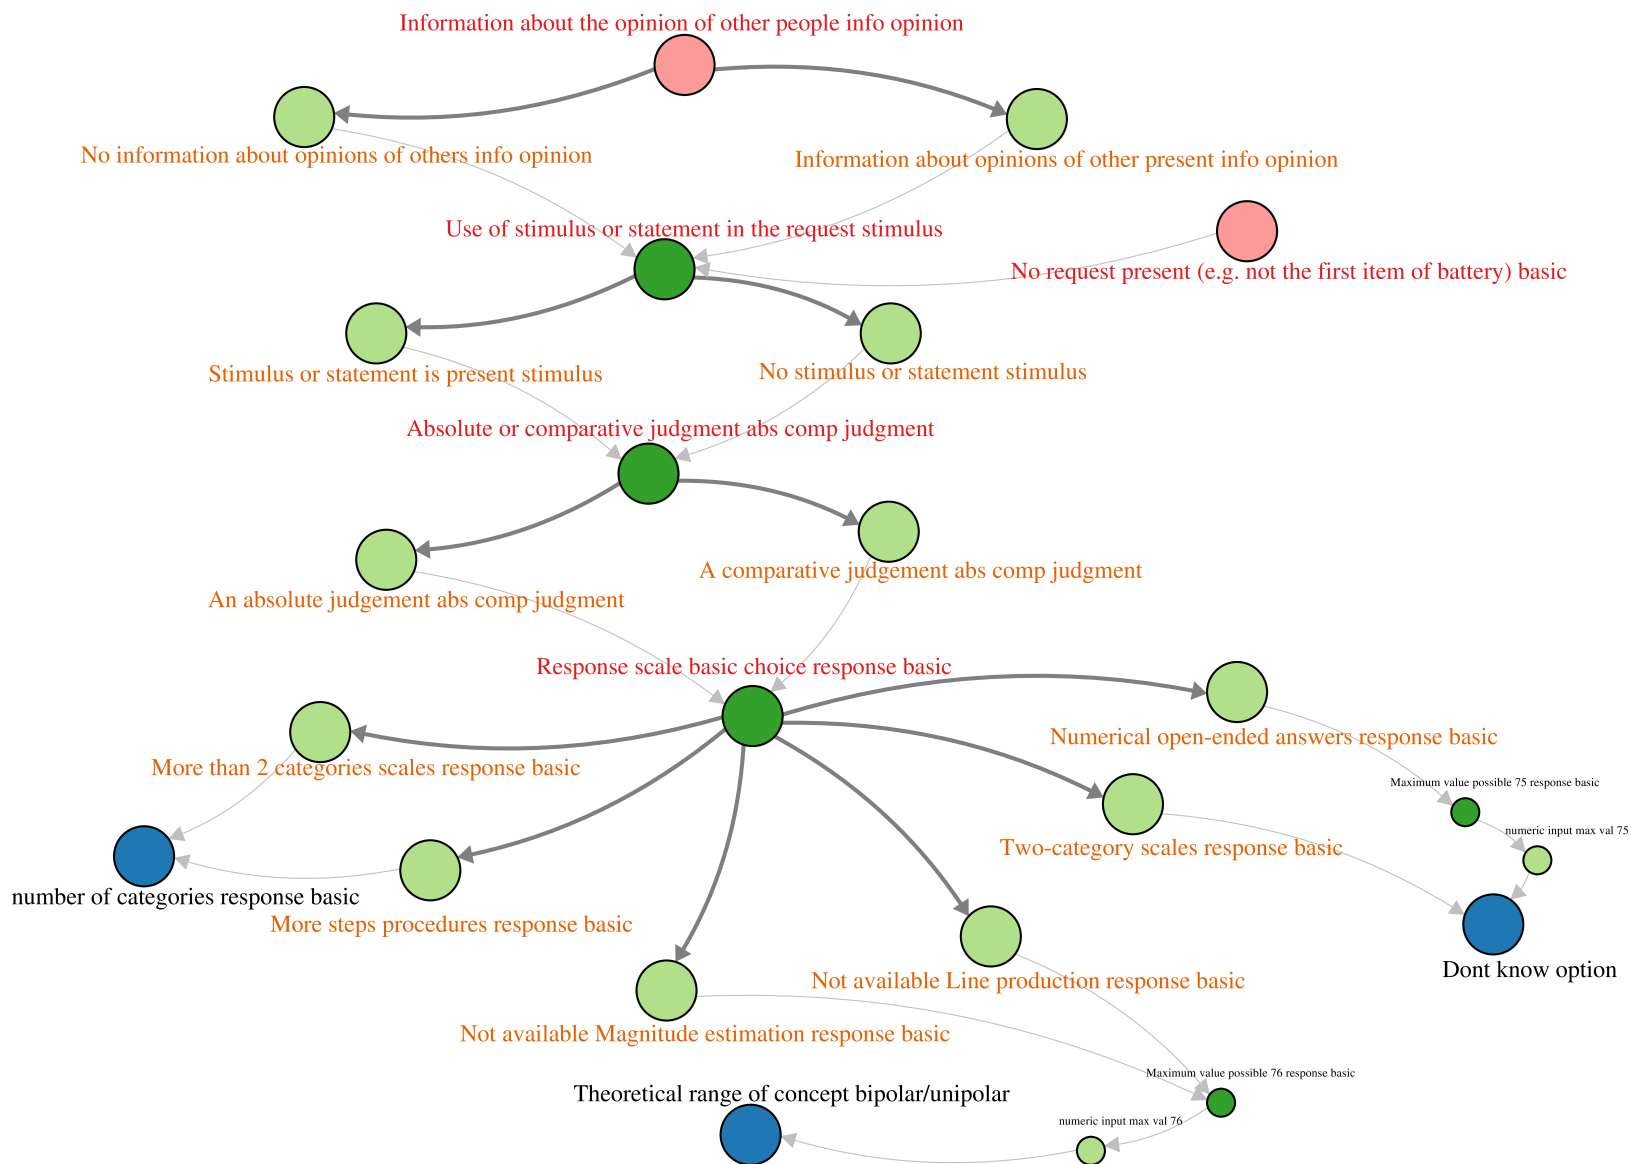 Information about the opinion of other people info opinion
No information about opinions of others info opinion
Information about opinions of other present info opinion
Use of stimulus or statement in the request stimulus
No request present (e.g. not the first item of battery) basic
Stimulus or statement is present stimulus
No stimulus or statement stimulus
Absolute or comparative judgment abs comp judgment
A comparative judgement abs comp judgment
An absolute judgement abs comp judgment
Response scale basic choice response basic
Numerical open-ended answers response basic
More than 2 categories scales response basic
Maximum value possible 75 response basic
numeric input max val 75
Two-category scales response basic
number of categories response basic
More steps procedures response basic
Dont know option
Not available Line production response basic
Not available Magnitude estimation response basic
Maximum value possible 76 response basic
Theoretical range of concept bipolar/unipolar
numeric input max val 76